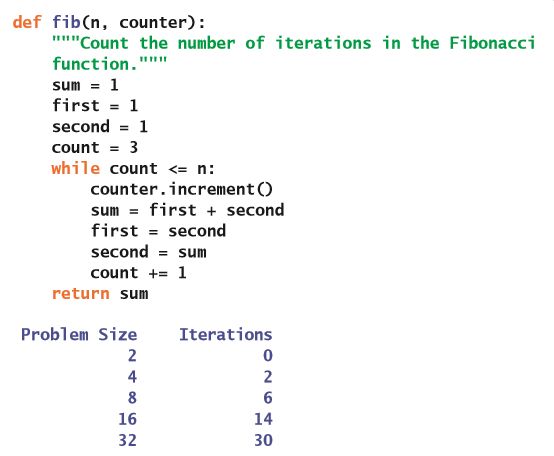 def fib(n, counter):
    """Count the number of iterations in the Fibonacci
    function."""
    sum = 1
    first = 1
    second = 1
    count = 3
    while count <= n:
        counter.increment()
        sum = first + second
        first = second
        second = sum
        count += 1
    return sum
Problem Size    Iterations
2    0
4    2
8    6
16    14
32    30